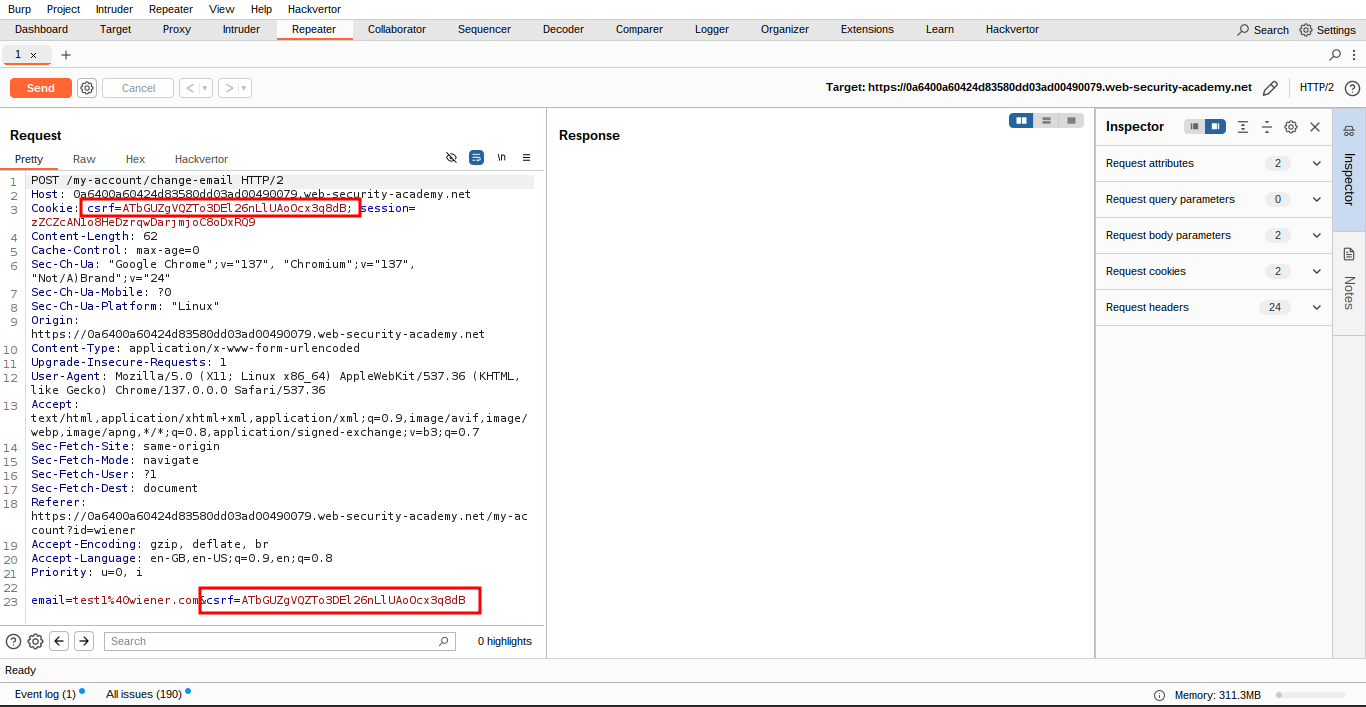 Burp Project Intruder Repeater View Help Hackvertor
Dashboard Target Proxy Intruder Repeater Collaborator Sequencer Decoder Comparer Logger Organizer Extensions Learn Hackvertor Search Settings
1 × +
Send Cancel < > Target: https://0a6400a60424d83580dd03ad00490079.web-security-academy.net HTTP/2
Request
Pretty Raw Hex Hackvertor \n
1 POST /my-account/change-email HTTP/2
2 Host: 0a6400a60424d83580dd03ad00490079.web-security-academy.net
3 Cookie: csrf=ATbGUZgVQZTo3DEl26nLlUAoOcx3q8dB; session=
zZCZcAN1o8HeDzrqwDarjmjoC8oDxRQ9
4 Content-Length: 62
5 Cache-Control: max-age=0
6 Sec-Ch-Ua: "Google Chrome";v="137", "Chromium";v="137",
"Not/A)Brand";v="24"
7 Sec-Ch-Ua-Mobile: ?0
8 Sec-Ch-Ua-Platform: "Linux"
9 Origin:
https://0a6400a60424d83580dd03ad00490079.web-security-academy.net
10 Content-Type: application/x-www-form-urlencoded
11 Upgrade-Insecure-Requests: 1
12 User-Agent: Mozilla/5.0 (X11; Linux x86_64) AppleWebKit/537.36 (KHTML,
like Gecko) Chrome/137.0.0.0 Safari/537.36
13 Accept:
text/html,application/xhtml+xml,application/xml;q=0.9,image/avif,image/
webp,image/apng,*/*;q=0.8,application/signed-exchange;v=b3;q=0.7
14 Sec-Fetch-Site: same-origin
15 Sec-Fetch-Mode: navigate
16 Sec-Fetch-User: ?1
17 Sec-Fetch-Dest: document
18 Referer:
https://0a6400a60424d83580dd03ad00490079.web-security-academy.net/my-ac
count?id=wiener
19 Accept-Encoding: gzip, deflate, br
20 Accept-Language: en-GB,en-US;q=0.9,en;q=0.8
21 Priority: u=0, i
22
23 email=test1%40wiener.com&csrf=ATbGUZgVQZTo3DEl26nLlUAoOcx3q8dB
Search 0 highlights
Response
Inspector
Request attributes 2
Request query parameters 0
Request body parameters 2
Request cookies 2
Request headers 24
Inspector
Notes
Ready
Event log (1) All issues (190) Memory: 311.3MB